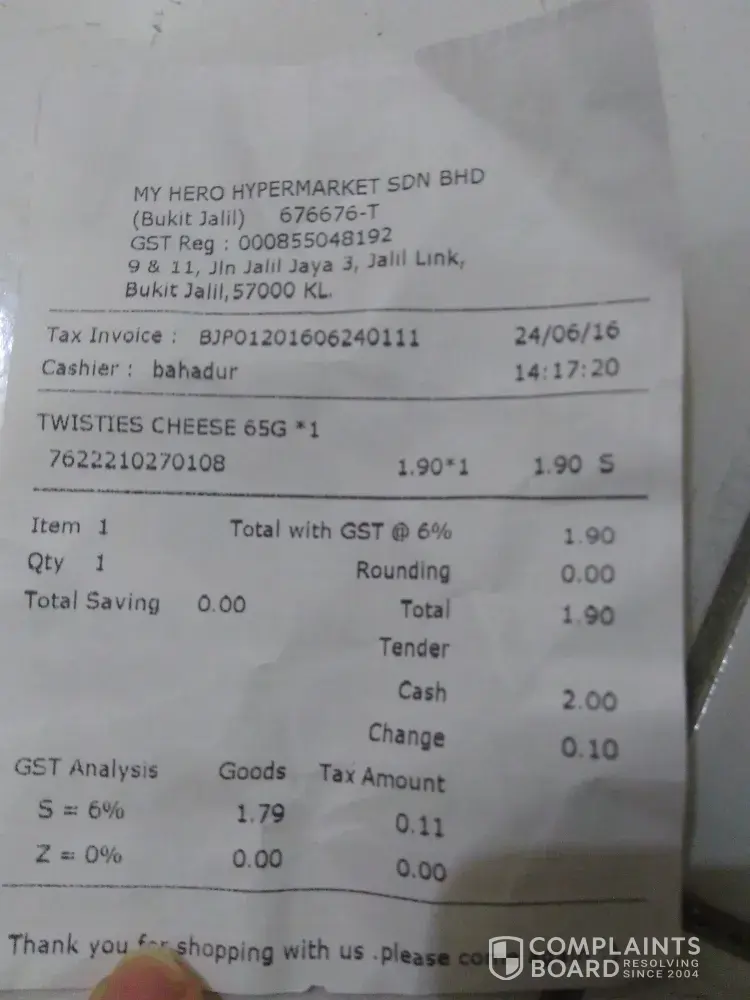 MY HERO HYPERMARKET SDN BHD
(Bukit Jalil) 676676-T
GST Reg : 000855048192
9 & 11, Jln Jalil Jaya 3, Jalil Link,
Bukit Jalil,57000 KL.
Tax Invoice : BJP01201606240111 24/06/16
Cashier : bahadur 14:17:20
TWISTIES CHEESE 65G *1
7622210270108 1.90*1 1.90 S
Item 1 Total with GST @ 6% 1.90
Qty 1 Rounding 0.00
Total Saving 0.00 Total 1.90
Tender
Cash 2.00
Change 0.10
GST Analysis Goods Tax Amount
S = 6% 1.79 0.11
Z = 0% 0.00 0.00
Thank you for shopping with us .please
COMPLAINTS
BOARD RESOLVING
SINCE 2004